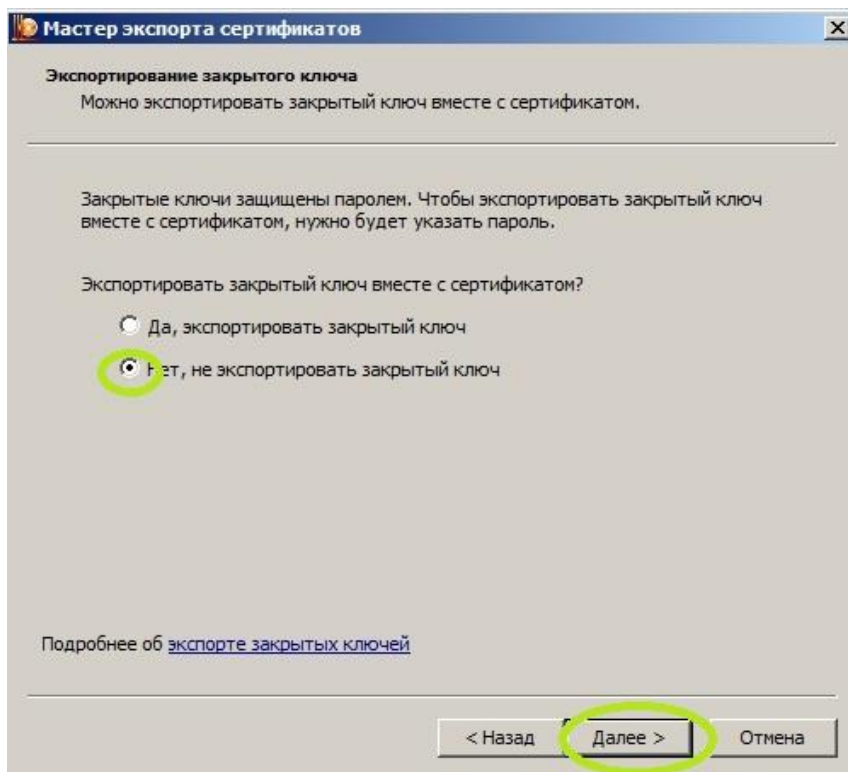 Мастер экспорта сертификатов
Экспортирование закрытого ключа
Можно экспортировать закрытый ключ вместе с сертификатом.
Закрытые ключи защищены паролем. Чтобы экспортировать закрытый ключ
вместе с сертификатом, нужно будет указать пароль.
Экспортировать закрытый ключ вместе с сертификатом?
Да, экспортировать закрытый ключ
Нет, не экспортировать закрытый ключ
Подробнее об экспорте закрытых ключей
< Назад Далее > Отмена